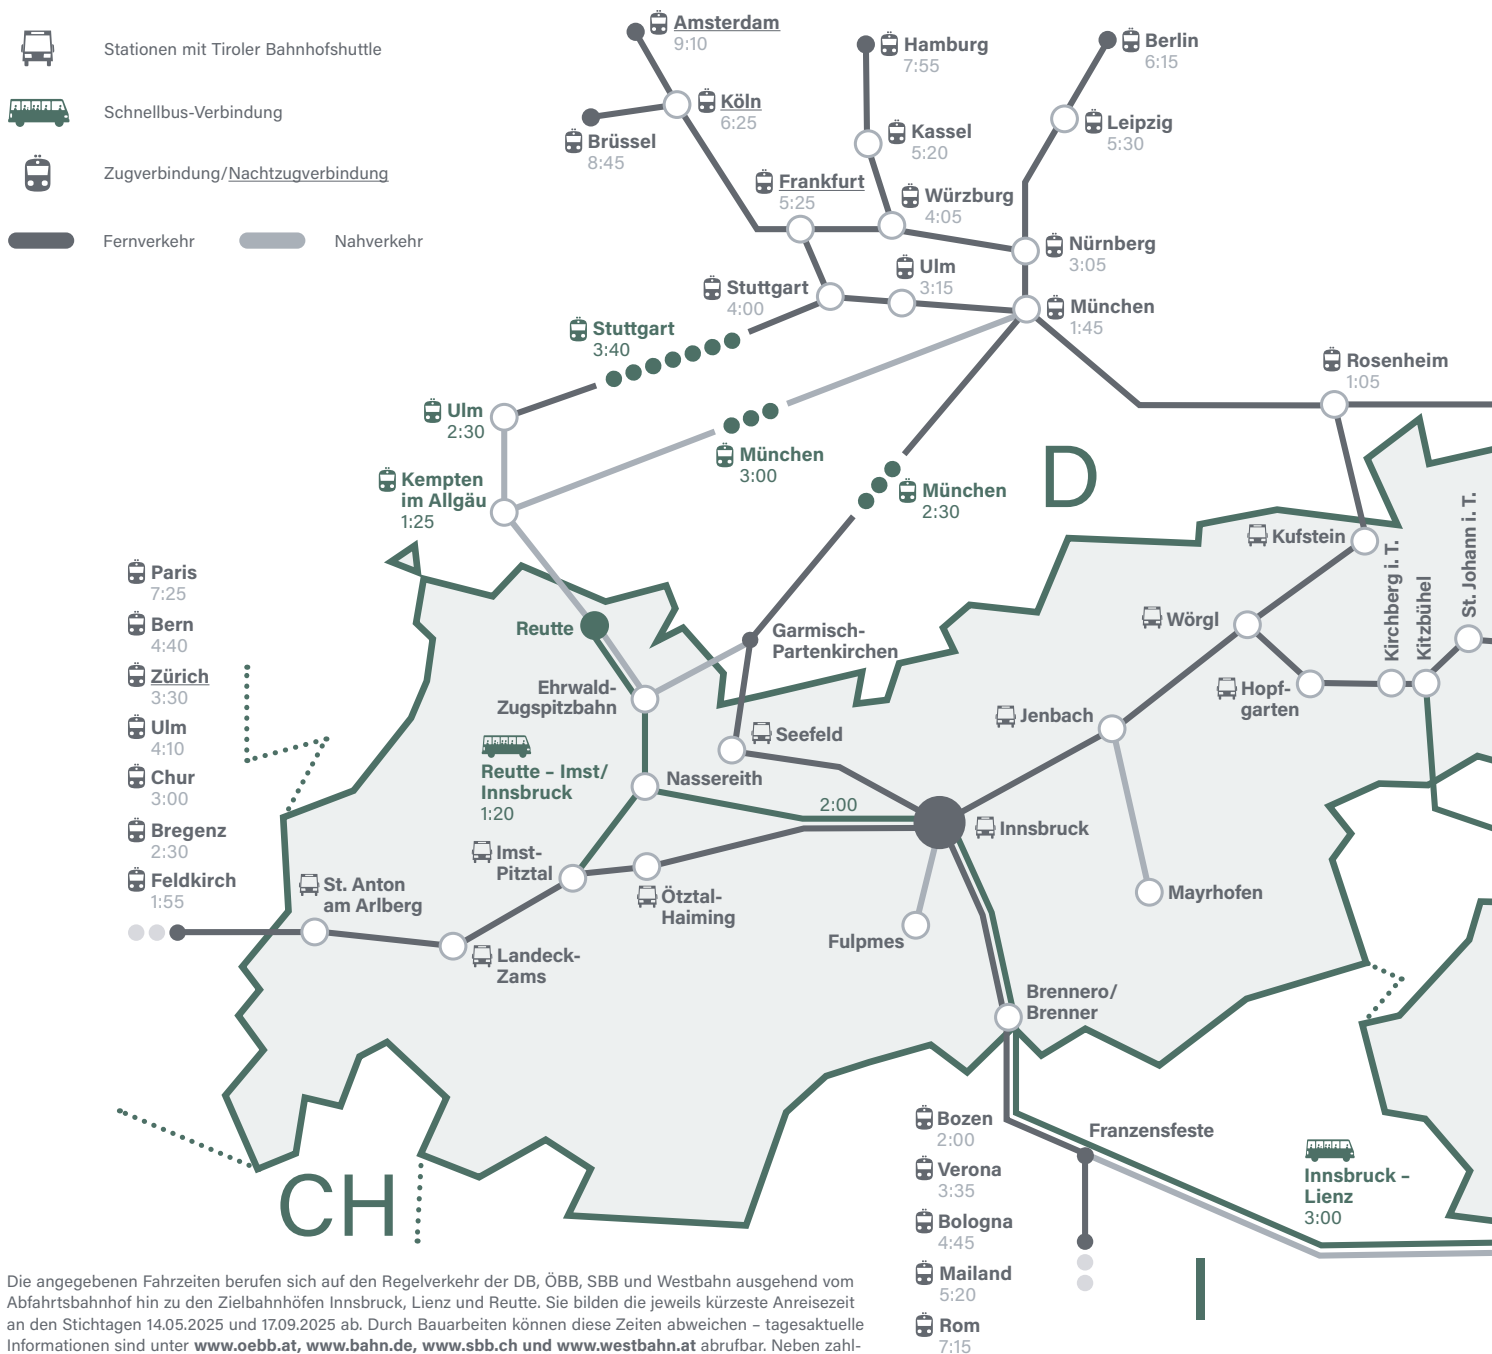 Stationen mit Tiroler Bahnhofshuttle
Schnellbus-Verbindung
Zugverbindung/Nachtzugverbindung
Fernverkehr
Nahverkehr
Amsterdam
9:10
Hamburg
7:55
Berlin
6:15
Köln
6:25
Brüssel
8:45
Kassel
5:20
Leipzig
5:30
Frankfurt
5:25
Würzburg
4:05
Nürnberg
3:05
Ulm
3:15
Stuttgart
4:00
München
1:45
Stuttgart
3:40
Rosenheim
1:05
Ulm
2:30
München
3:00
Kempten
im Allgäu
1:25
München
2:30
D
Kufstein
Kirchberg i. T.
Kitzbühel
St. Johann i. T.
Wörgl
Hopf-
garten
Jenbach
Paris
7:25
Bern
4:40
Zürich
3:30
Ulm
4:10
Chur
3:00
Bregenz
2:30
Feldkirch
1:55
Reutte
Garmisch-
Partenkirchen
Ehrwald-
Zugspitzbahn
Seefeld
Reutte – Imst/
Innsbruck
1:20
Nassereith
2:00
Innsbruck
Imst-
Pitztal
Ötztal-
Haiming
St. Anton
am Arlberg
Landeck-
Zams
Fulpmes
Mayrhofen
Brennero/
Brenner
CH
Bozen
2:00
Verona
3:35
Bologna
4:45
Mailand
5:20
Rom
7:15
Franzensfeste
Innsbruck –
Lienz
3:00
I
Die angegebenen Fahrzeiten berufen sich auf den Regelverkehr der DB, ÖBB, SBB und Westbahn ausgehend vom
Abfahrtsbahnhof hin zu den Zielbahnhöfen Innsbruck, Lienz und Reutte. Sie bilden die jeweils kürzeste Anreisezeit
an den Stichtagen 14.05.2025 und 17.09.2025 ab. Durch Bauarbeiten können diese Zeiten abweichen – tagesaktuelle
Informationen sind unter www.oebb.at, www.bahn.de, www.sbb.ch und www.westbahn.at abrufbar. Neben zahl-